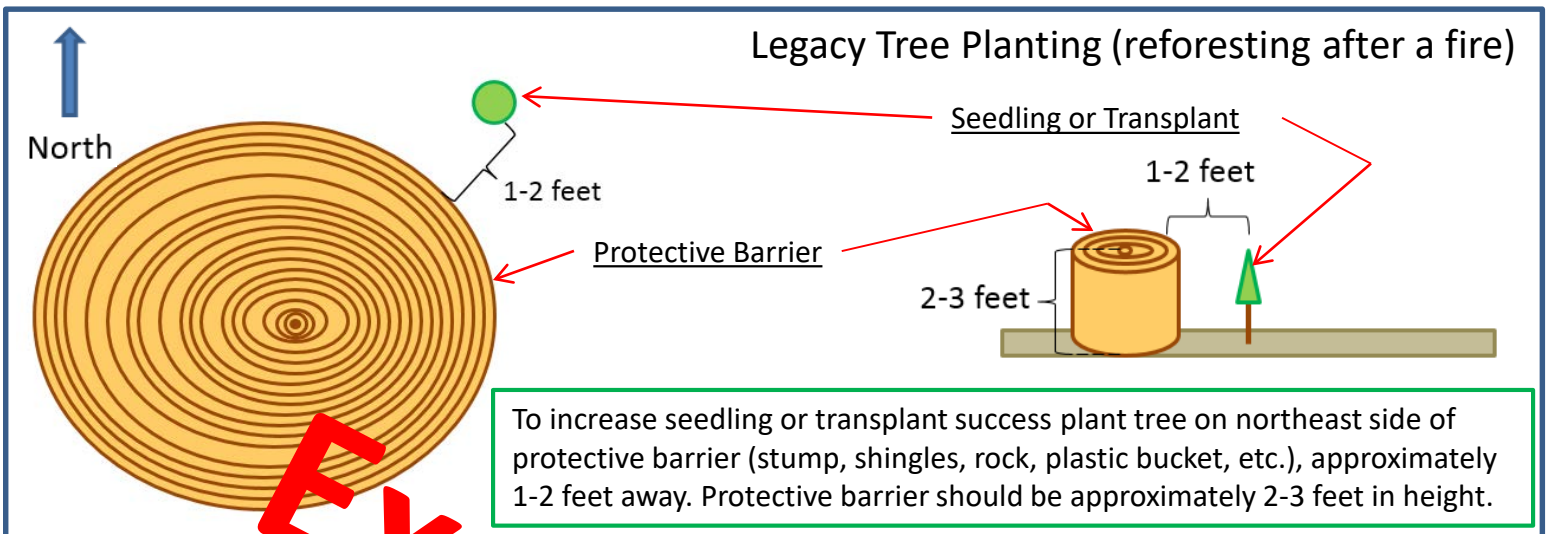 Legacy Tree Planting (reforesting after a fire)
North
1-2 feet
Seedling or Transplant
Protective Barrier
1-2 feet
2-3 feet
To increase seedling or transplant success plant tree on northeast side of
protective barrier (stump, shingles, rock, plastic bucket, etc.), approximately
1-2 feet away. Protective barrier should be approximately 2-3 feet in height.